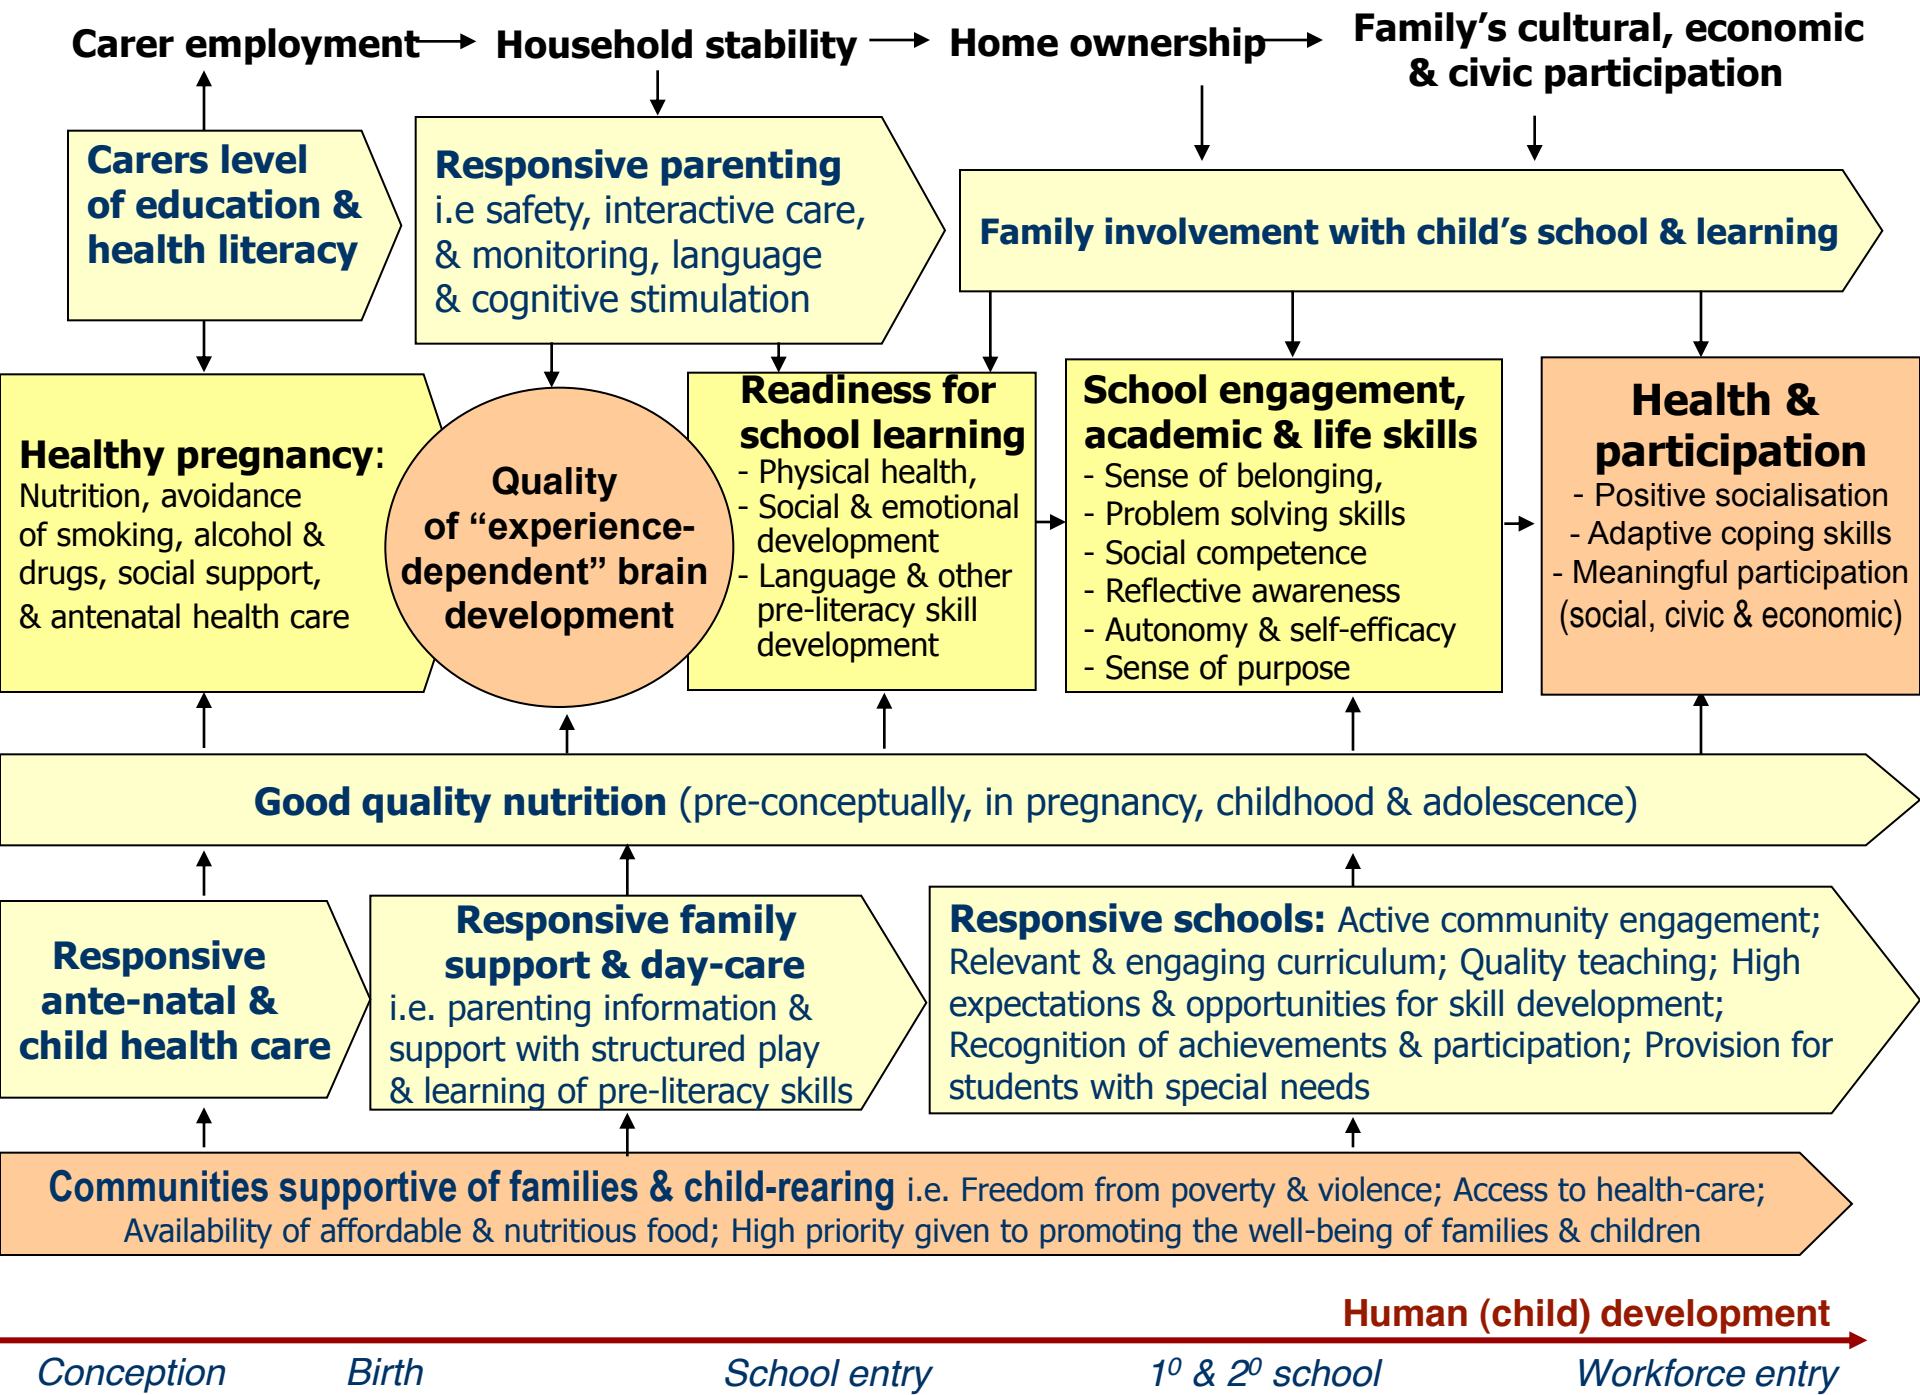 Carer employment
Household stability
Home ownership
Family’s cultural, economic
& civic participation
Carers level
of education &
health literacy
Responsive parenting
i.e safety, interactive care,
& monitoring, language
& cognitive stimulation
Family involvement with child’s school & learning
Healthy pregnancy:
Nutrition, avoidance
of smoking, alcohol &
drugs, social support,
& antenatal health care
Quality
of “experience-
dependent” brain
development
Readiness for
school learning
- Physical health,
- Social & emotional
development
- Language & other
pre-literacy skill
development
School engagement,
academic & life skills
- Sense of belonging,
- Problem solving skills
- Social competence
- Reflective awareness
- Autonomy & self-efficacy
- Sense of purpose
Health &
participation
- Positive socialisation
- Adaptive coping skills
- Meaningful participation
(social, civic & economic)
Good quality nutrition (pre-conceptually, in pregnancy, childhood & adolescence)
Responsive
ante-natal &
child health care
Responsive family
support & day-care
i.e. parenting information &
support with structured play
& learning of pre-literacy skills
Responsive schools: Active community engagement;
Relevant & engaging curriculum; Quality teaching; High
expectations & opportunities for skill development;
Recognition of achievements & participation; Provision for
students with special needs
Communities supportive of families & child-rearing i.e. Freedom from poverty & violence; Access to health-care;
Availability of affordable & nutritious food; High priority given to promoting the well-being of families & children
Human (child) development
Conception
Birth
School entry
1⁰ & 2⁰ school
Workforce entry